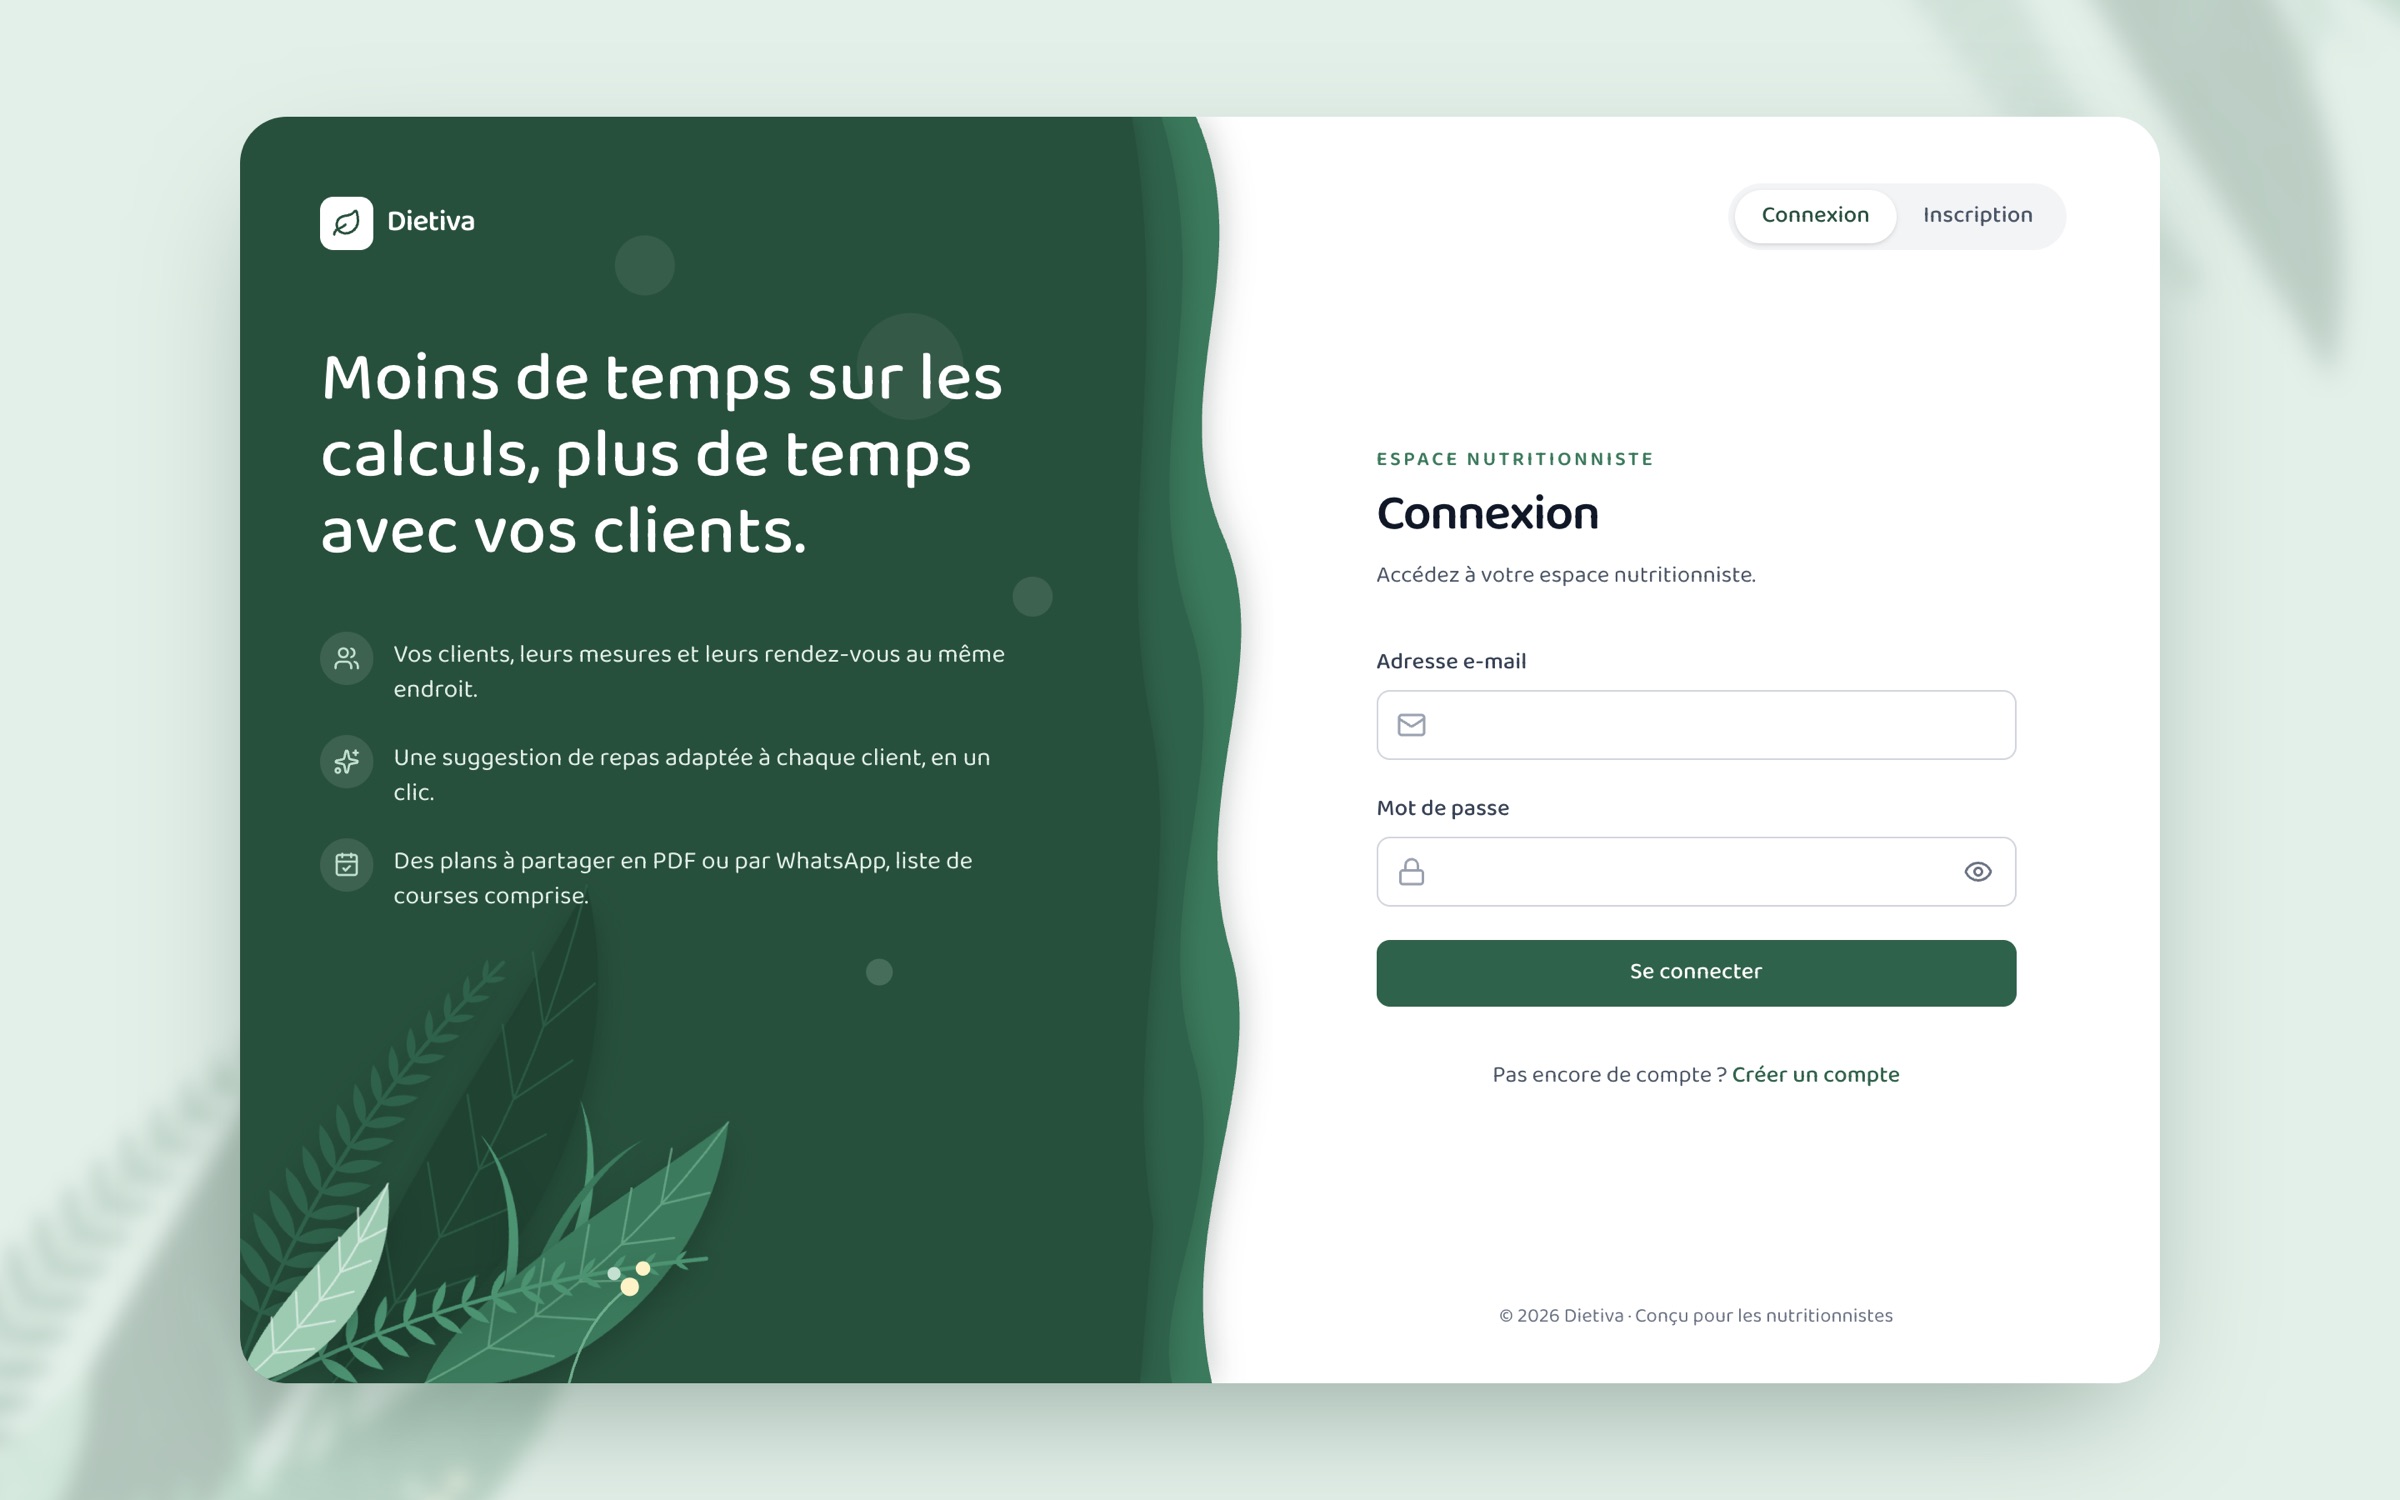 Dietiva
Moins de temps sur les
calculs, plus de temps
avec vos clients.
Vos clients, leurs mesures et leurs rendez-vous au même
endroit.
Une suggestion de repas adaptée à chaque client, en un
clic.
Des plans à partager en PDF ou par WhatsApp, liste de
courses comprise.
Connexion Inscription
ESPACE NUTRITIONNISTE
Connexion
Accédez à votre espace nutritionniste.
Adresse e-mail
Mot de passe
Se connecter
Pas encore de compte ? Créer un compte
© 2026 Dietiva · Conçu pour les nutritionnistes